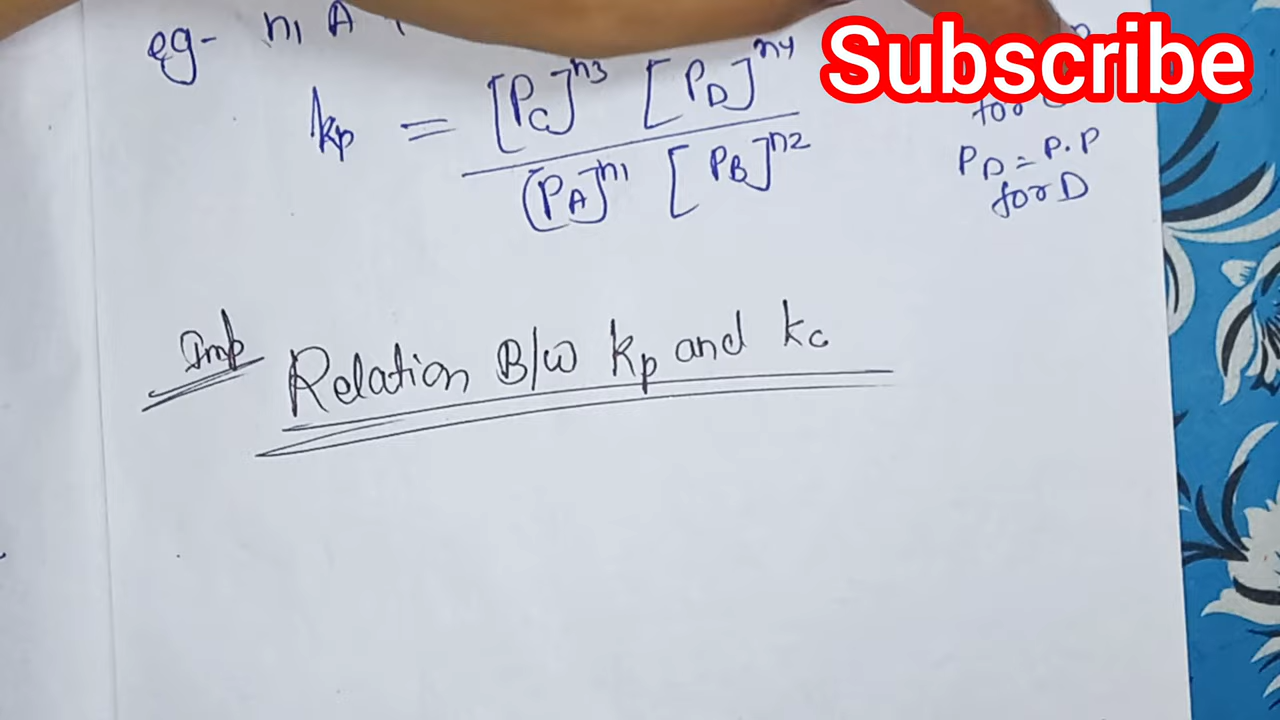 Subscribe
eg- n1 A
kp = [PC]^n3 [PD]^n4 / [PA]^n1 [PB]^n2
for
PD = P.P
for D
Imp Relation B/w kp and kc